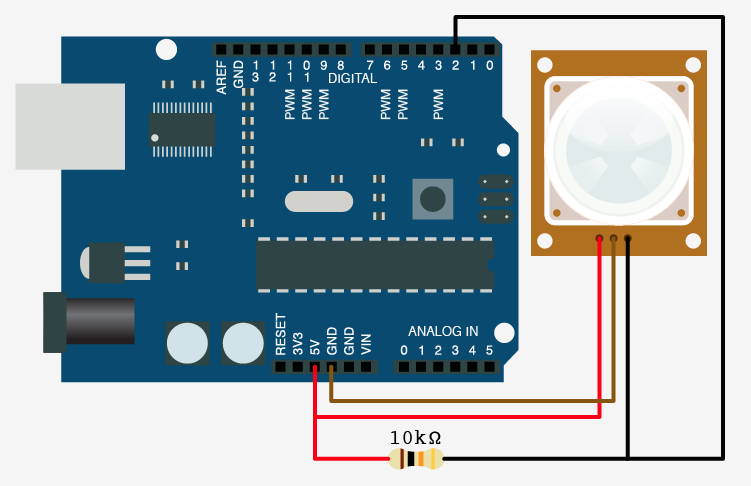 AREF
GND
13
12
11
10
9
8
7
6
5
4
3
2
1
0
DIGITAL
PWM
PWM
PWM
PWM
PWM
PWM
RESET
3V3
5V
GND
GND
VIN
ANALOG IN
0 1 2 3 4 5
10kΩ